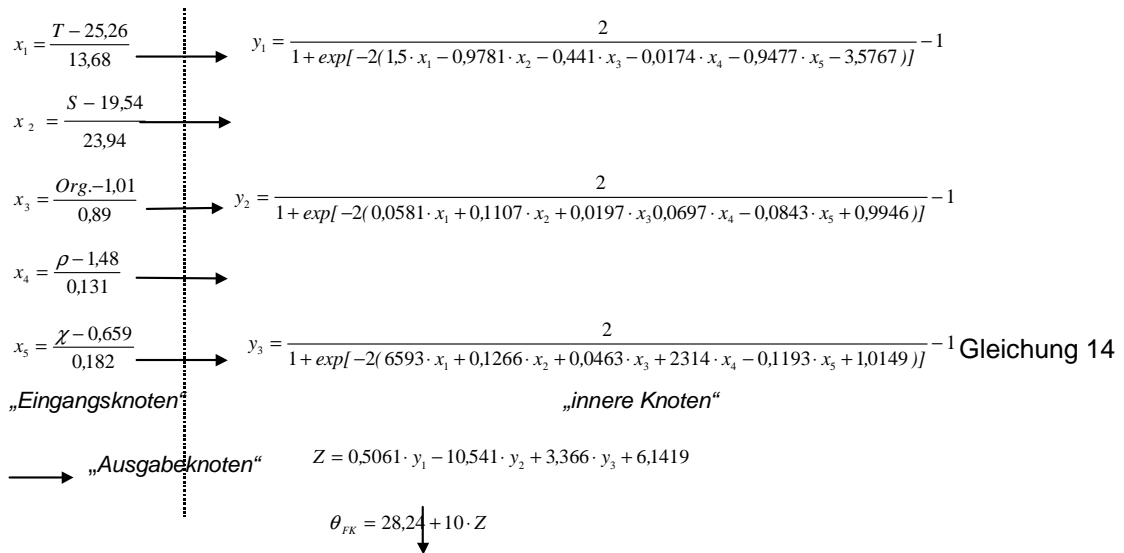 x₁ = (T − 25,26) / 13,68
y₁ = 2 / (1 + exp[ −2( 1,5 · x₁ − 0,9781 · x₂ − 0,441 · x₃ − 0,0174 · x₄ − 0,9477 · x₅ − 3,5767 )]) − 1
x₂ = (S − 19,54) / 23,94
x₃ = (Org.−1,01) / 0,89
y₂ = 2 / (1 + exp[ −2( 0,0581 · x₁ + 0,1107 · x₂ + 0,0197 · x₃0,0697 · x₄ − 0,0843 · x₅ + 0,9946 )]) − 1
x₄ = (ρ − 1,48) / 0,131
x₅ = (χ − 0,659) / 0,182
y₃ = 2 / (1 + exp[ −2( 6593 · x₁ + 0,1266 · x₂ + 0,0463 · x₃ + 2314 · x₄ − 0,1193 · x₅ + 1,0149 )]) − 1 Gleichung 14
„Eingangsknoten“ „innere Knoten“
„Ausgabeknoten“ Z = 0,5061 · y₁ − 10,541 · y₂ + 3,366 · y₃ + 6,1419
θ_FK = 28,24 + 10 · Z